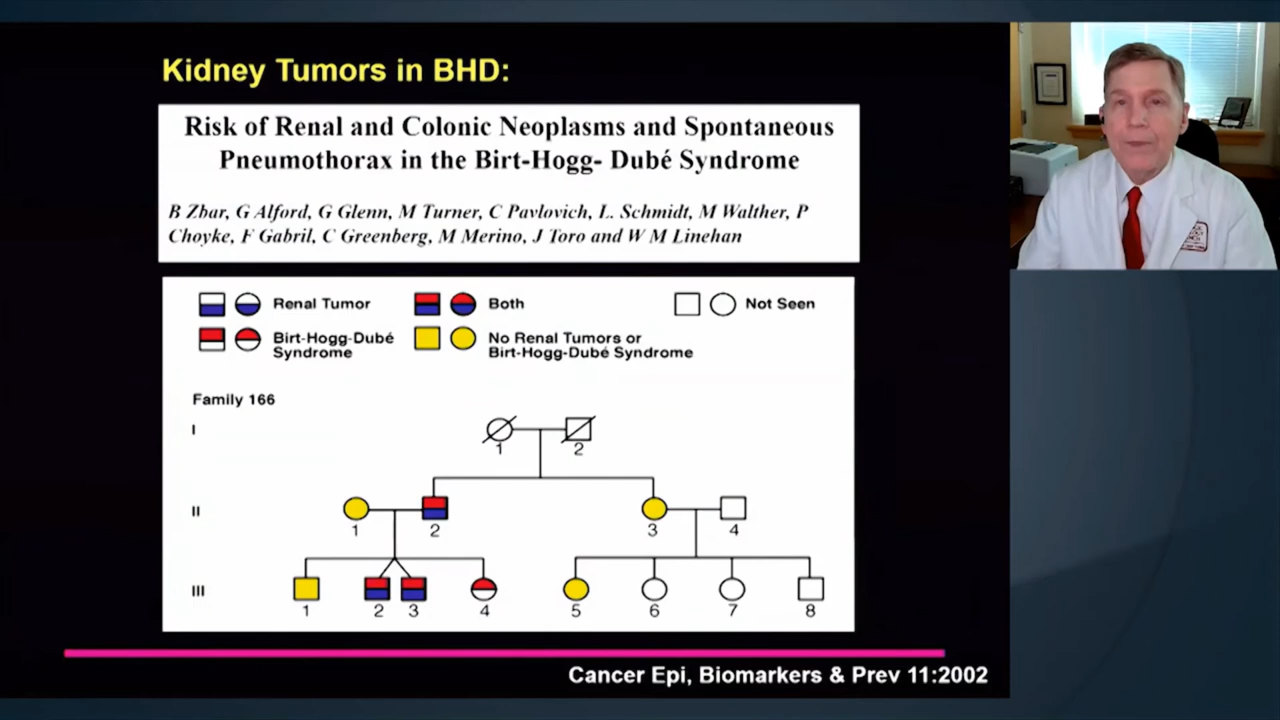 Kidney Tumors in BHD:
Risk of Renal and Colonic Neoplasms and Spontaneous
Pneumothorax in the Birt-Hogg- Dubé Syndrome
B Zbar, G Alford, G Glenn, M Turner, C Pavlovich, L. Schmidt, M Walther, P
Choyke, F Gabril, C Greenberg, M Merino, J Toro and W M Linehan
Renal Tumor
Both
Not Seen
Birt-Hogg-Dubé
Syndrome
No Renal Tumors or
Birt-Hogg-Dubé Syndrome
Family 166
I
1 2
II
1 2 3 4
III
1 2 3 4 5 6 7 8
Cancer Epi, Biomarkers & Prev 11:2002